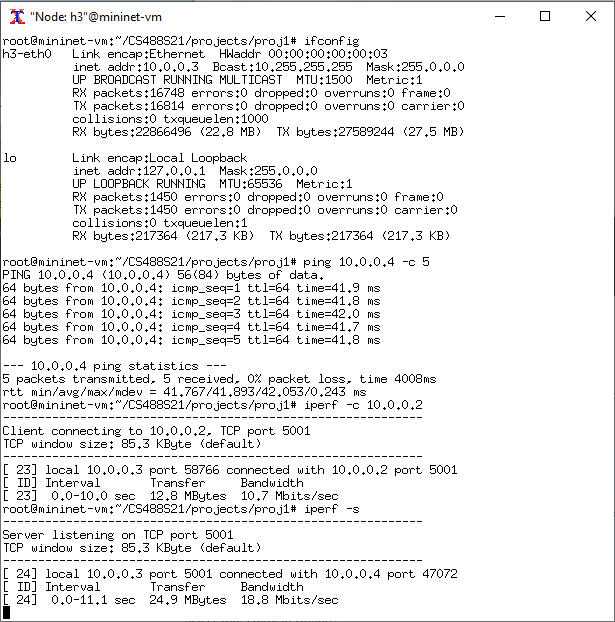 "Node: h3"@mininet-vm
root@mininet-vm:~/CS488S21/projects/proj1# ifconfig
h3-eth0   Link encap:Ethernet  HWaddr 00:00:00:00:00:03
          inet addr:10.0.0.3  Bcast:10.255.255.255  Mask:255.0.0.0
          UP BROADCAST RUNNING MULTICAST  MTU:1500  Metric:1
          RX packets:16748 errors:0 dropped:0 overruns:0 frame:0
          TX packets:16814 errors:0 dropped:0 overruns:0 carrier:0
          collisions:0 txqueuelen:1000
          RX bytes:22866496 (22.8 MB)  TX bytes:27589244 (27.5 MB)
lo        Link encap:Local Loopback
          inet addr:127.0.0.1  Mask:255.0.0.0
          UP LOOPBACK RUNNING  MTU:65536  Metric:1
          RX packets:1450 errors:0 dropped:0 overruns:0 frame:0
          TX packets:1450 errors:0 dropped:0 overruns:0 carrier:0
          collisions:0 txqueuelen:1
          RX bytes:217364 (217.3 KB)  TX bytes:217364 (217.3 KB)
root@mininet-vm:~/CS488S21/projects/proj1# ping 10.0.0.4 -c 5
PING 10.0.0.4 (10.0.0.4) 56(84) bytes of data.
64 bytes from 10.0.0.4: icmp_seq=1 ttl=64 time=41.9 ms
64 bytes from 10.0.0.4: icmp_seq=2 ttl=64 time=41.8 ms
64 bytes from 10.0.0.4: icmp_seq=3 ttl=64 time=42.0 ms
64 bytes from 10.0.0.4: icmp_seq=4 ttl=64 time=41.7 ms
64 bytes from 10.0.0.4: icmp_seq=5 ttl=64 time=41.8 ms
--- 10.0.0.4 ping statistics ---
5 packets transmitted, 5 received, 0% packet loss, time 4008ms
rtt min/avg/max/mdev = 41.767/41.893/42.053/0.243 ms
root@mininet-vm:~/CS488S21/projects/proj1# iperf -c 10.0.0.2
------------------------------------------------------------
Client connecting to 10.0.0.2, TCP port 5001
TCP window size: 85.3 KByte (default)
------------------------------------------------------------
[ 23] local 10.0.0.3 port 58766 connected with 10.0.0.2 port 5001
[ ID] Interval       Transfer     Bandwidth
[ 23]  0.0-10.0 sec  12.8 MBytes  10.7 Mbits/sec
root@mininet-vm:~/CS488S21/projects/proj1# iperf -s
------------------------------------------------------------
Server listening on TCP port 5001
TCP window size: 85.3 KByte (default)
------------------------------------------------------------
[ 24] local 10.0.0.3 port 5001 connected with 10.0.0.4 port 47072
[ ID] Interval       Transfer     Bandwidth
[ 24]  0.0-11.1 sec  24.9 MBytes  18.8 Mbits/sec